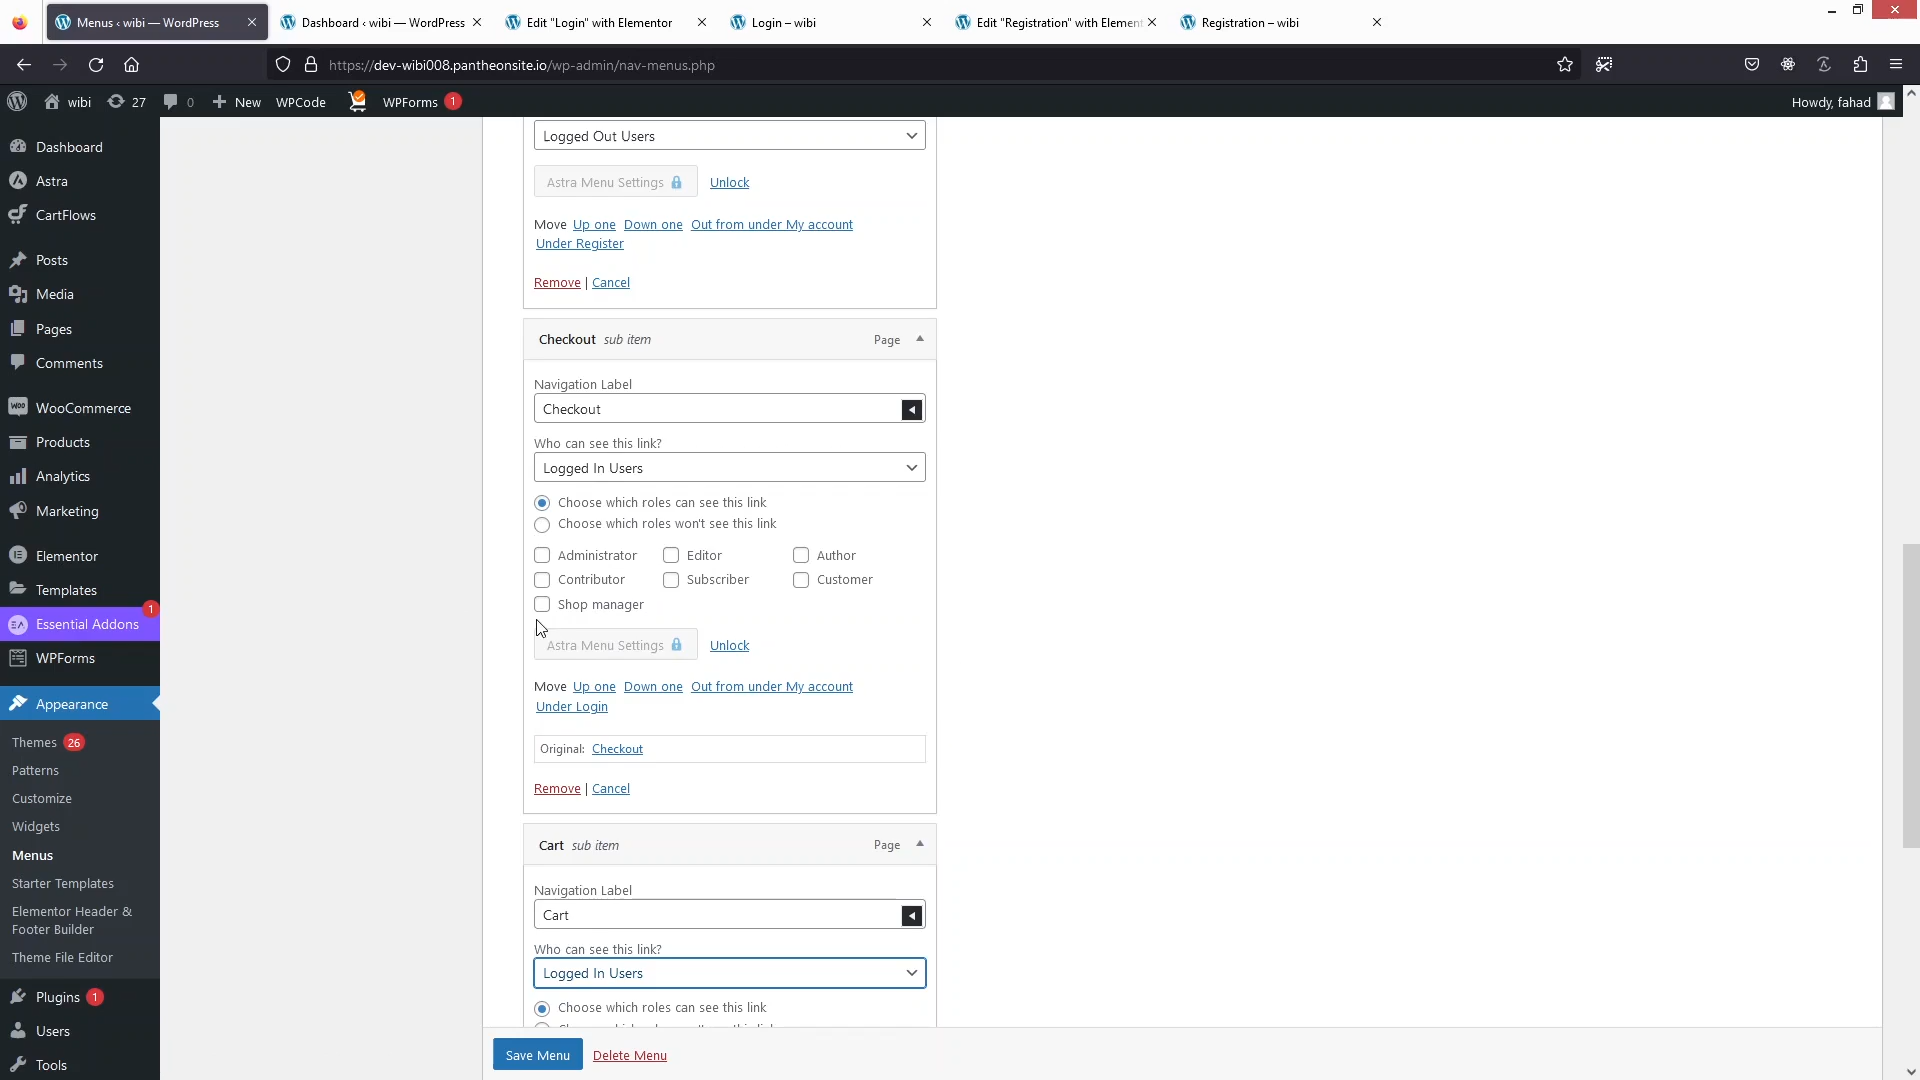 Menus ‹ wibi — WordPress
Dashboard ‹ wibi — WordPress
Edit "Login" with Elementor
Login – wibi
Edit "Registration" with Element
Registration – wibi
https://dev-wibi008.pantheonsite.io/wp-admin/nav-menus.php
wibi
27
0
New
WPCode
WPForms 1
Howdy, fahad
Dashboard
Astra
CartFlows
Posts
Media
Pages
Comments
WooCommerce
Products
Analytics
Marketing
Elementor
Templates
Essential Addons 1
WPForms
Appearance
Themes 26
Patterns
Customize
Widgets
Menus
Starter Templates
Elementor Header &
Footer Builder
Theme File Editor
Plugins 1
Users
Tools
Logged Out Users
Astra Menu Settings Unlock
Move Up one Down one Out from under My account
Under Register
Remove | Cancel
Checkout sub item Page
Navigation Label
Checkout
Who can see this link?
Logged In Users
Choose which roles can see this link
Choose which roles won't see this link
Administrator Editor Author
Contributor Subscriber Customer
Shop manager
Astra Menu Settings Unlock
Move Up one Down one Out from under My account
Under Login
Original: Checkout
Remove | Cancel
Cart sub item Page
Navigation Label
Cart
Who can see this link?
Logged In Users
Choose which roles can see this link
Save Menu Delete Menu